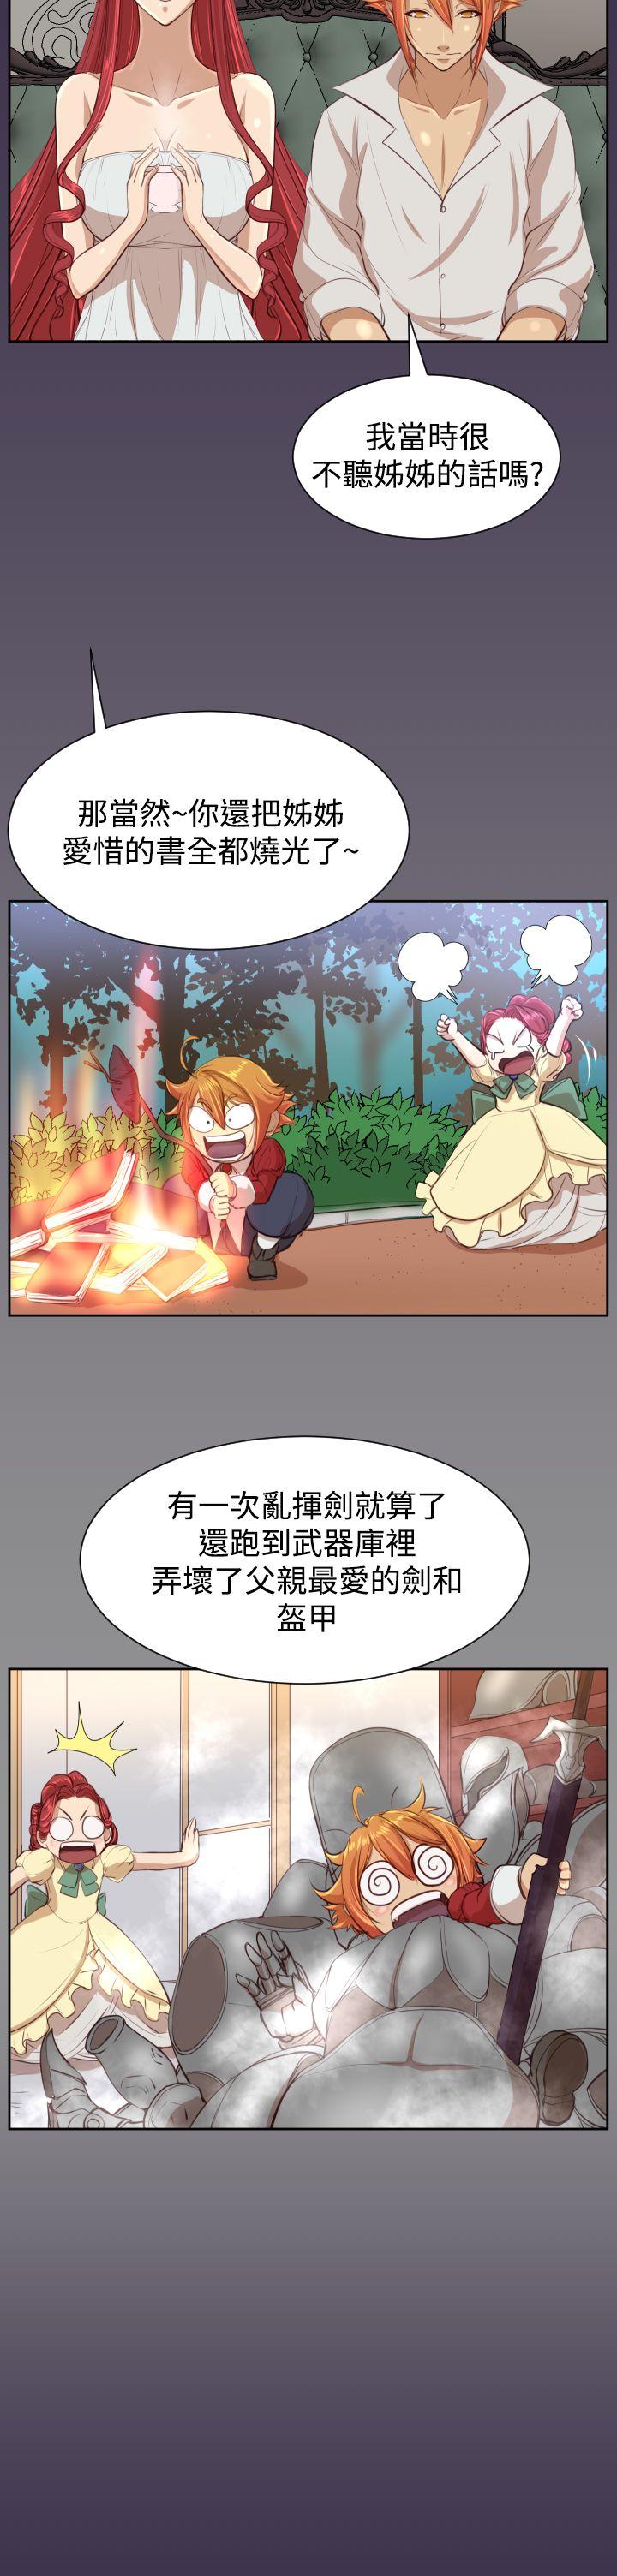 我當時很
不聽姊姊的話嗎?
那當然~你還把姊姊
愛惜的書全都燒光了~
有一次亂揮劍就算了
還跑到武器庫裡
弄壞了父親最愛的劍和
盔甲